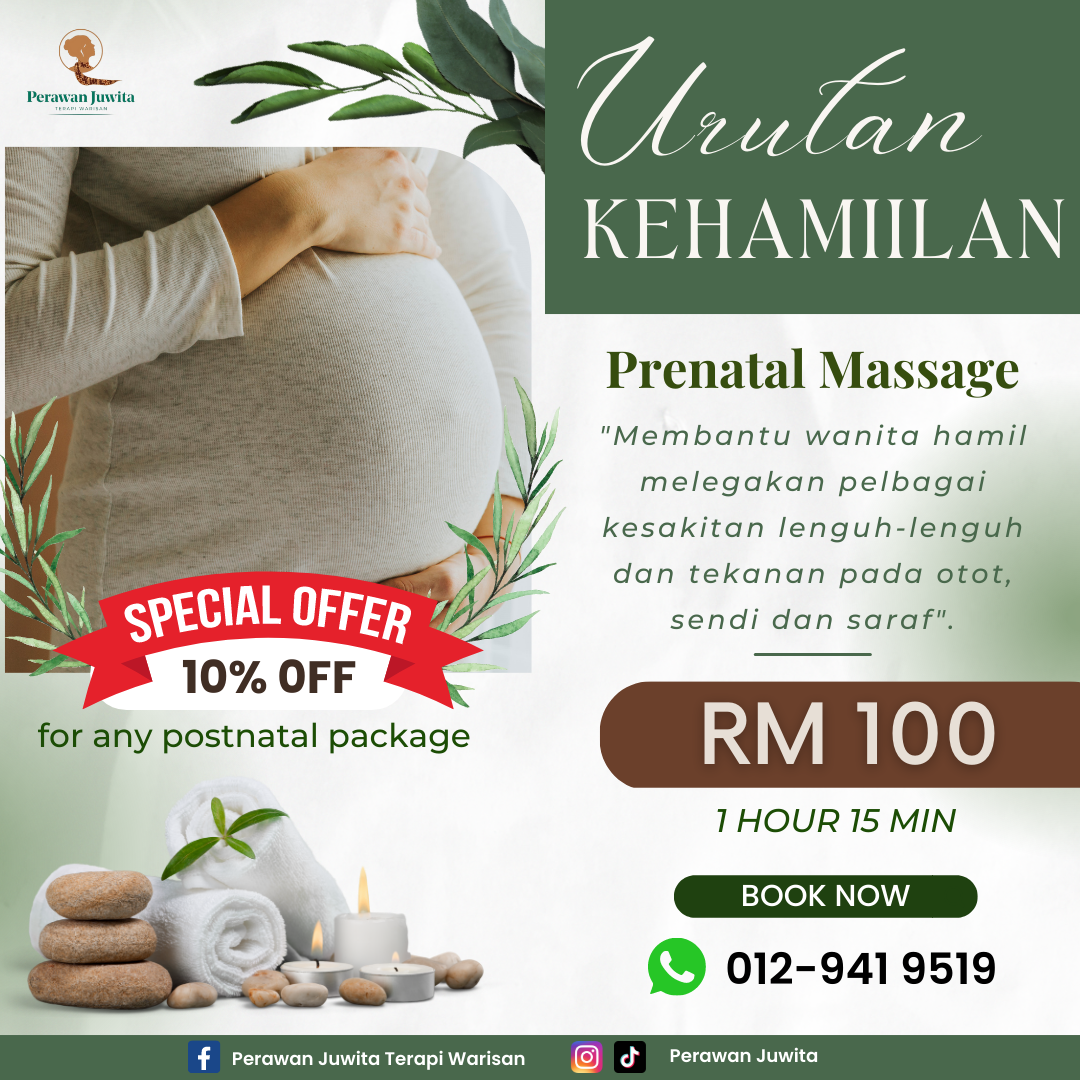 Perawan Juwita
TERAPI WARISAN
Urutan
KEHAMIILAN
Prenatal Massage
"Membantu wanita hamil
melegakan pelbagai
kesakitan lenguh-lenguh
dan tekanan pada otot,
sendi dan saraf".
SPECIAL OFFER
10% OFF
for any postnatal package
RM 100
1 HOUR 15 MIN
BOOK NOW
012-941 9519
Perawan Juwita Terapi Warisan
Perawan Juwita